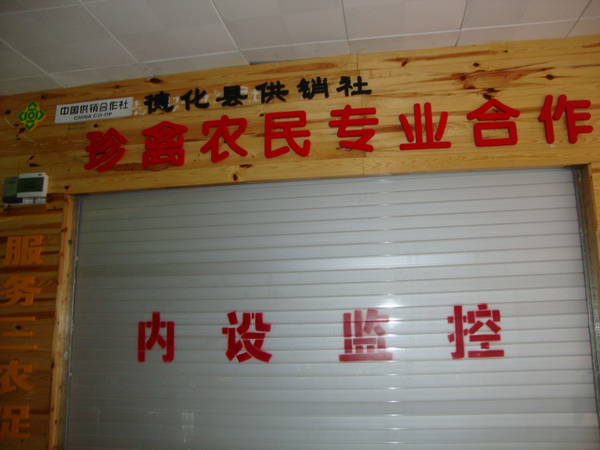 中国供销合作社
CHINA CO-OP
德化县供销社
珍禽农民专业合作
内设监控
服务三农足